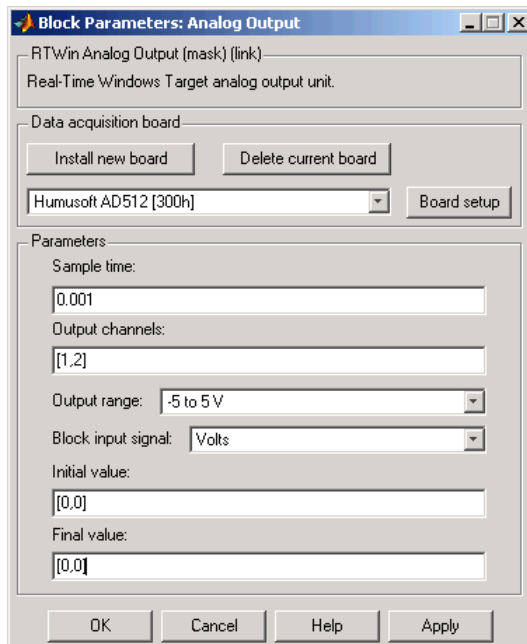 Block Parameters: Analog Output
RTWin Analog Output (mask) (link)
Real-Time Windows Target analog output unit.
Data acquisition board
Install new board Delete current board
Humusoft AD512 [300h] Board setup
Parameters
Sample time:
0.001
Output channels:
[1,2]
Output range: -5 to 5 V
Block input signal: Volts
Initial value:
[0,0]
Final value:
[0,0]
OK Cancel Help Apply